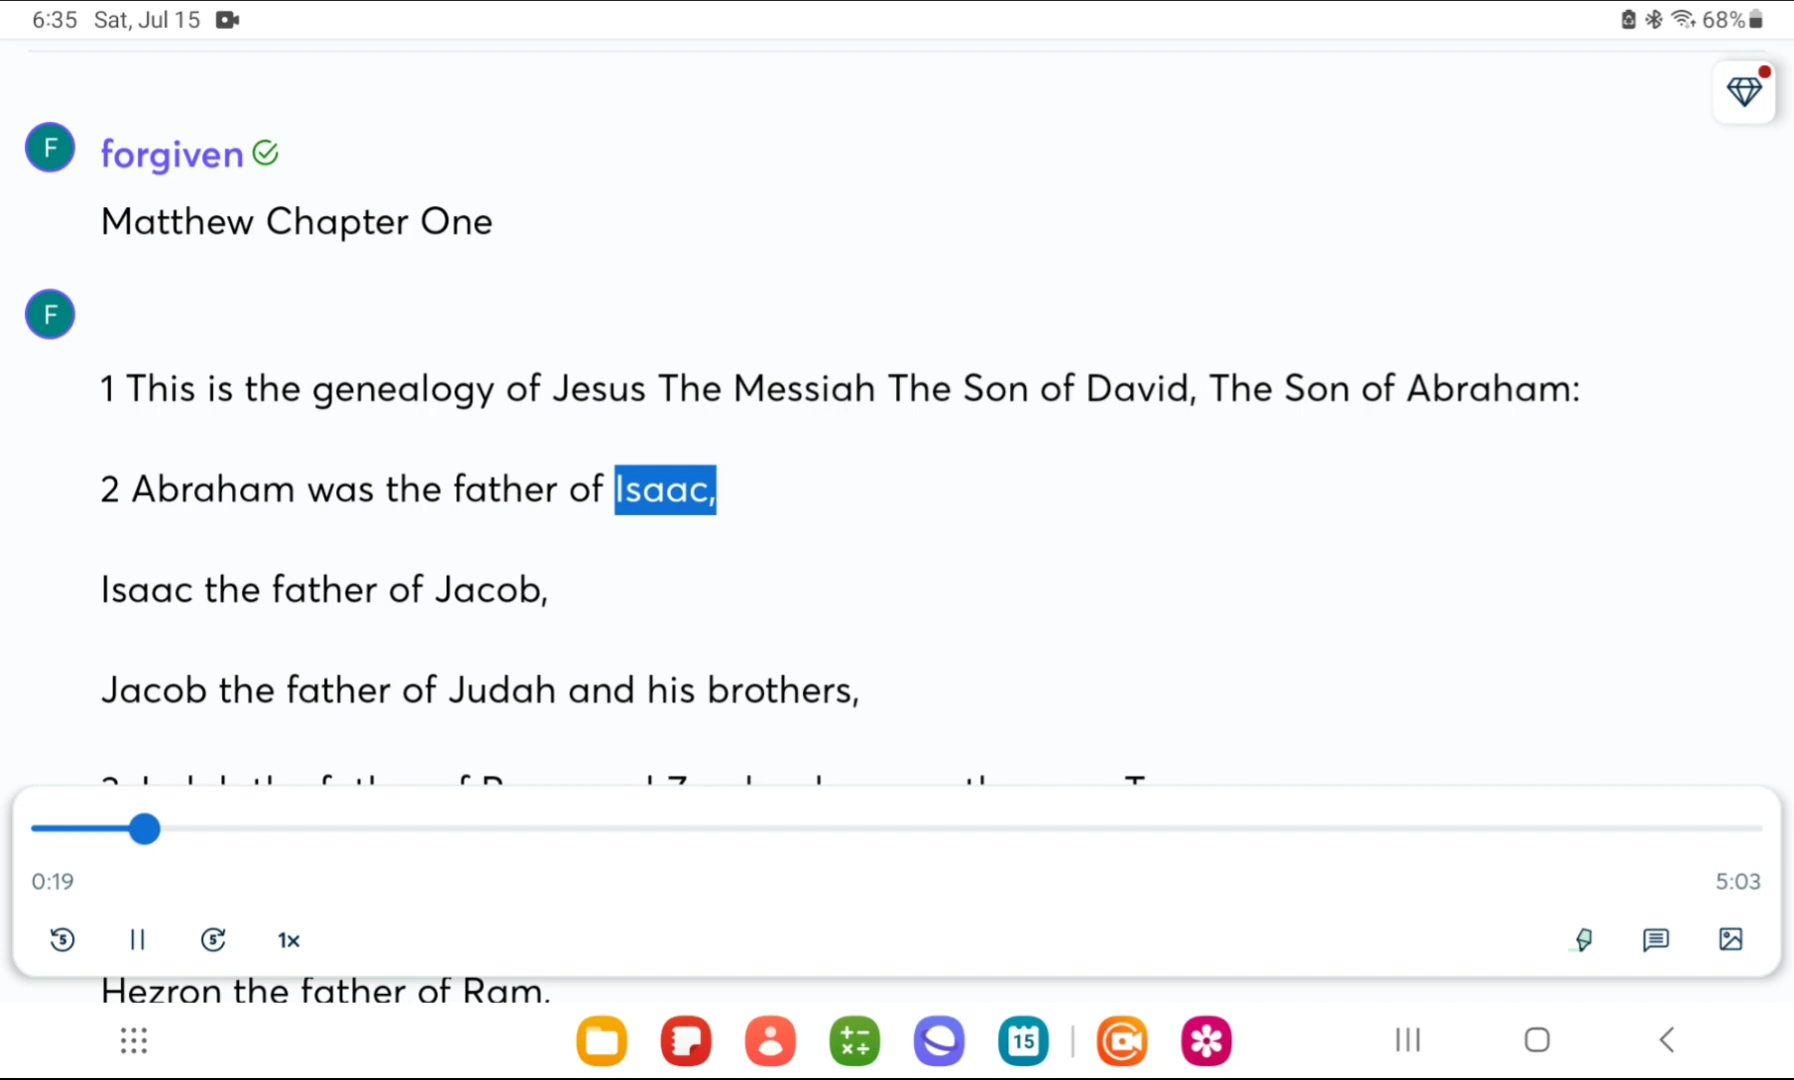 6:35 Sat, Jul 15
68%
F forgiven
Matthew Chapter One
F
1 This is the genealogy of Jesus The Messiah The Son of David, The Son of Abraham:
2 Abraham was the father of Isaac,
Isaac the father of Jacob,
Jacob the father of Judah and his brothers,
0:19
5:03
5
5
1x
Hezron the father of Ram,
15